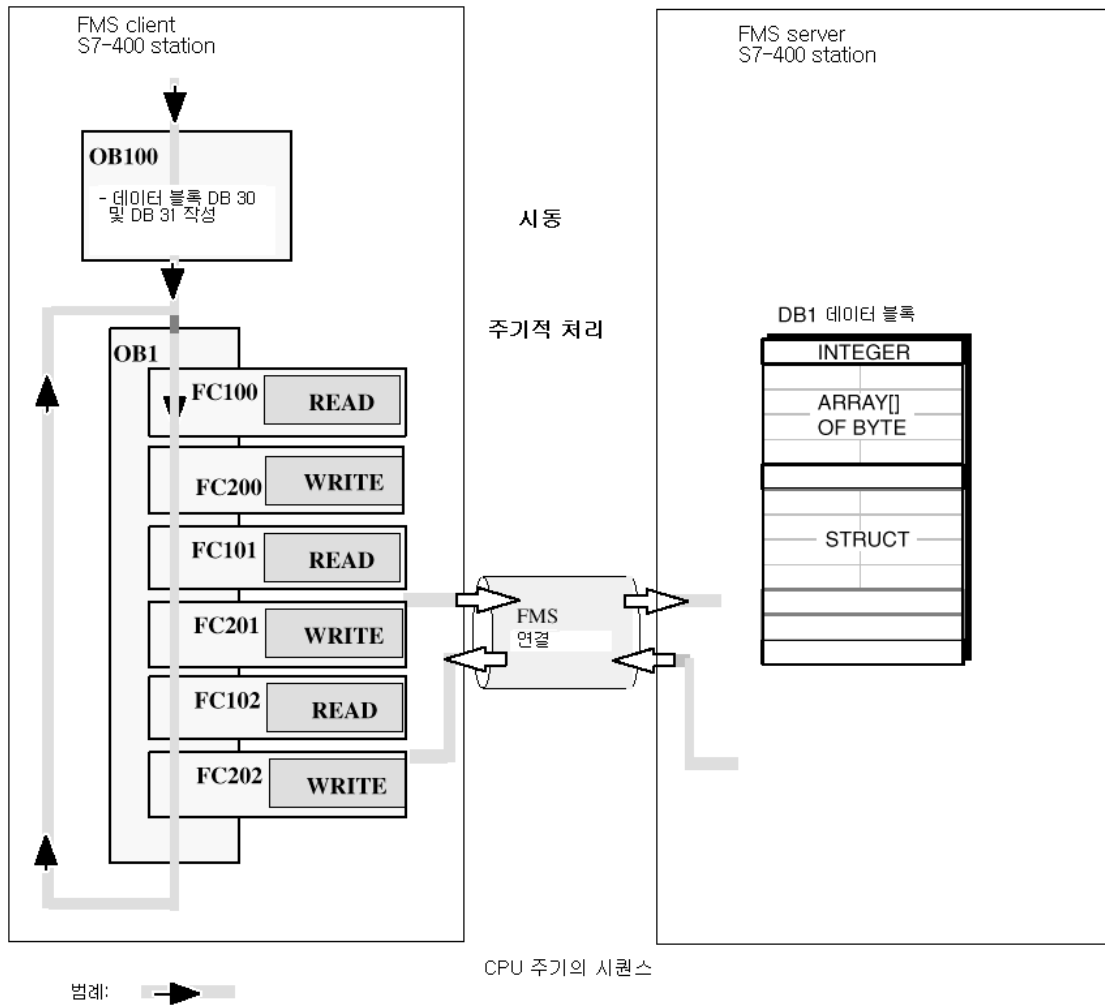 FMS client
S7-400 station
OB100
- 데이터 블록 DB 30
및 DB 31 작성
시동
주기적 처리
OB1
FC100 READ
FC200 WRITE
FC101 READ
FC201 WRITE
FC102 READ
FC202 WRITE
FMS
연결
FMS server
S7-400 station
DB1 데이터 블록
INTEGER
ARRAY[]
OF BYTE
STRUCT
CPU 주기의 시퀀스
범례: